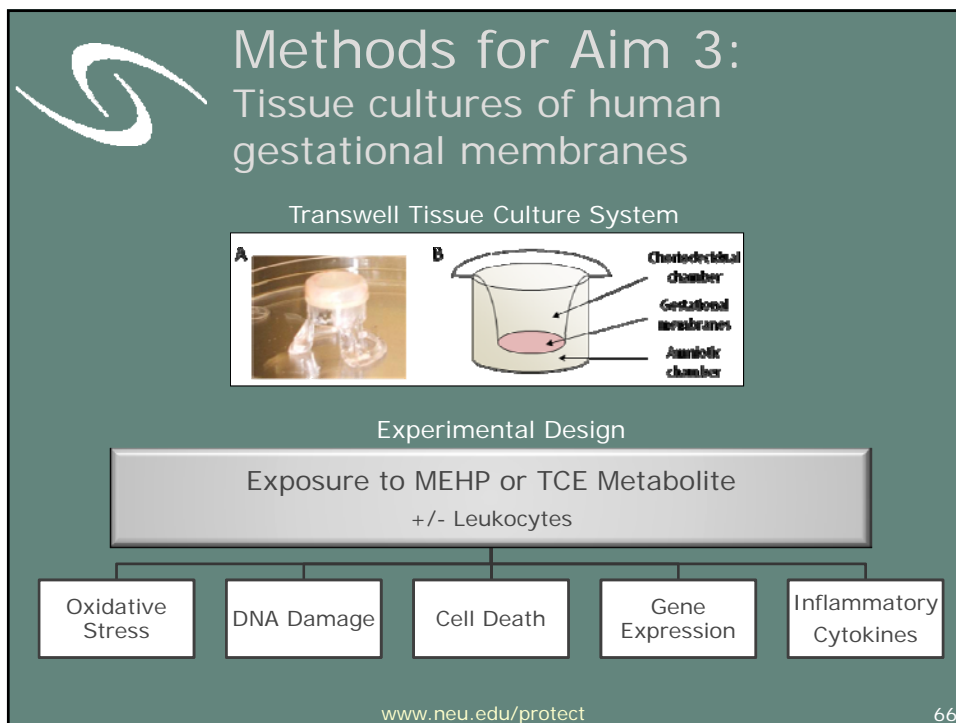 Methods for Aim 3:
Tissue cultures of human
gestational membranes
Transwell Tissue Culture System
A
B
Choriodecidual
chamber
Gestational
membranes
Amniotic
chamber
Experimental Design
Exposure to MEHP or TCE Metabolite
+/- Leukocytes
Oxidative
Stress
DNA Damage
Cell Death
Gene
Expression
Inflammatory
Cytokines
www.neu.edu/protect
66